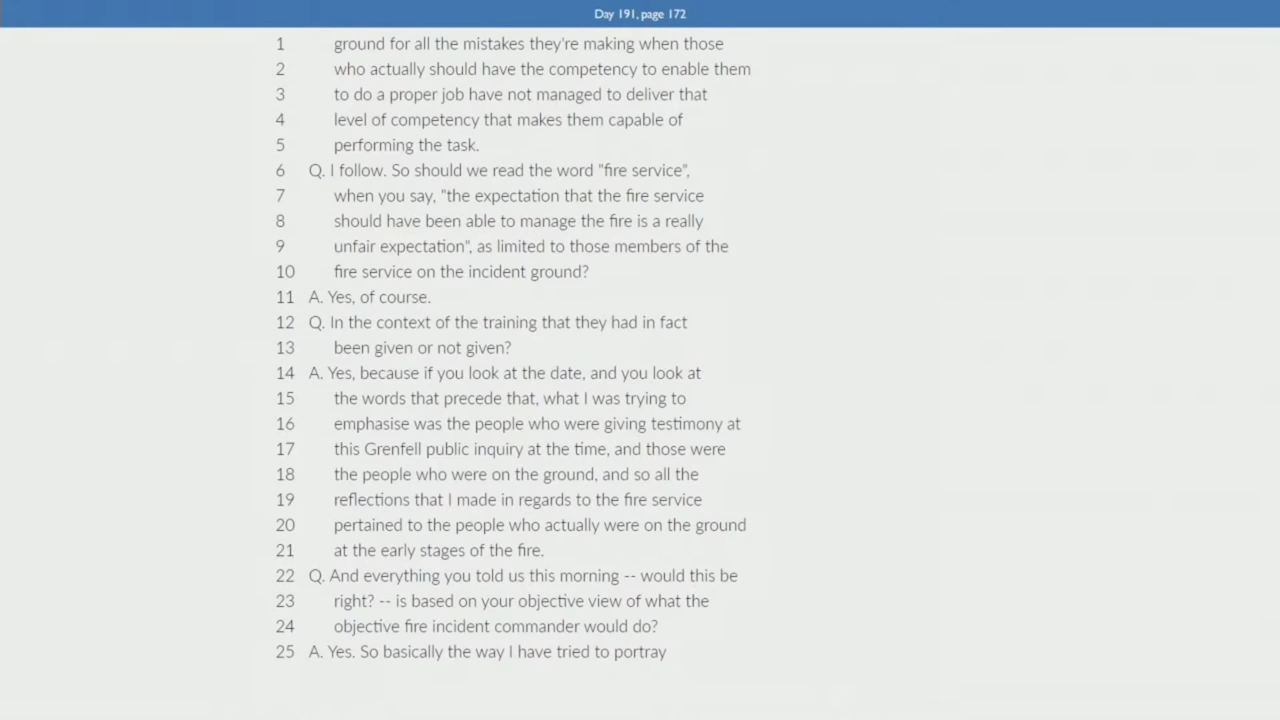 Day 191, page 172
1 ground for all the mistakes they're making when those
2 who actually should have the competency to enable them
3 to do a proper job have not managed to deliver that
4 level of competency that makes them capable of
5 performing the task.
6 Q. I follow. So should we read the word "fire service",
7 when you say, "the expectation that the fire service
8 should have been able to manage the fire is a really
9 unfair expectation", as limited to those members of the
10 fire service on the incident ground?
11 A. Yes, of course.
12 Q. In the context of the training that they had in fact
13 been given or not given?
14 A. Yes, because if you look at the date, and you look at
15 the words that precede that, what I was trying to
16 emphasise was the people who were giving testimony at
17 this Grenfell public inquiry at the time, and those were
18 the people who were on the ground, and so all the
19 reflections that I made in regards to the fire service
20 pertained to the people who actually were on the ground
21 at the early stages of the fire.
22 Q. And everything you told us this morning -- would this be
23 right? -- is based on your objective view of what the
24 objective fire incident commander would do?
25 A. Yes. So basically the way I have tried to portray